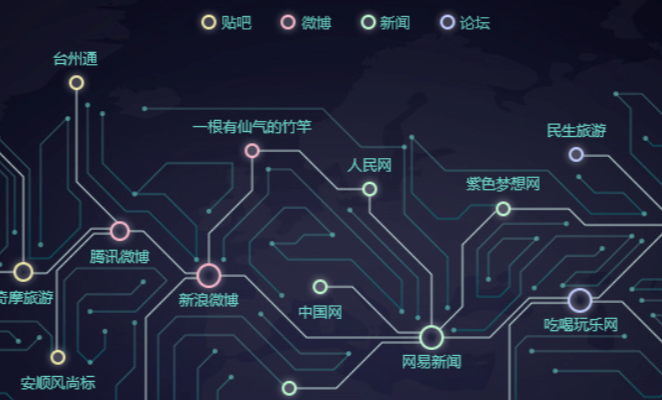 贴吧
微博
新闻
论坛
台州通
一根有仙气的竹竿
民生旅游
人民网
紫色梦想网
腾讯微博
奇摩旅游
新浪微博
中国网
吃喝玩乐网
网易新闻
安顺风尚标